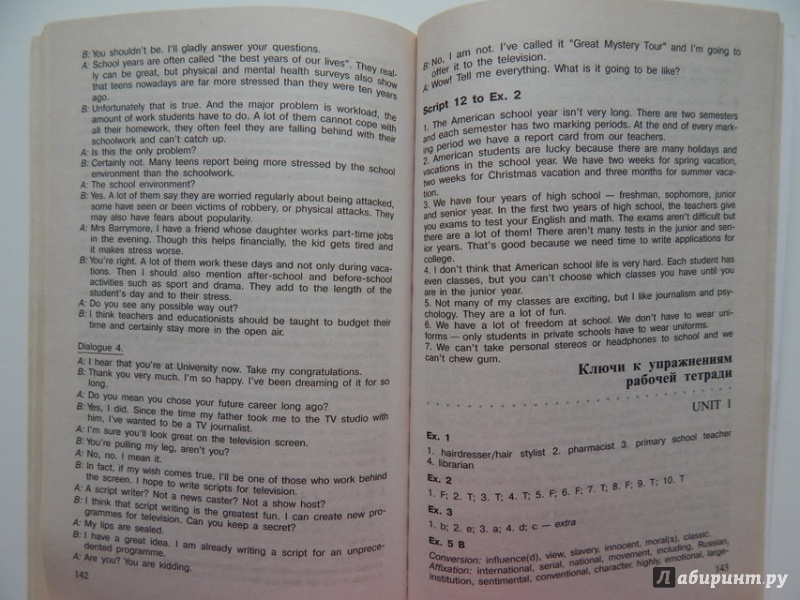 B: You shouldn't be. I'll gladly answer your questions.
A: School years are often called "the best years of our lives". They real-
ly can be great, but physical and mental health surveys also show
that teens nowadays are far more stressed than they were ten years
ago.
B: Unfortunately that is true. And the major problem is workload, the
amount of work students have to do. A lot of them cannot cope with
all their homework, they often feel they are falling behind with their
schoolwork and can't catch up.
A: Is this the only problem?
B: Certainly not. Many teens report being more stressed by the school
environment than the schoolwork.
A: The school environment?
B: Yes. A lot of them say they are worried regularly about being attacked,
some have seen or been victims of robbery, or physical attacks. They
may also have fears about popularity.
A: Mrs Barrymore, I have a friend whose daughter works part-time jobs
in the evening. Though this helps financially, the kid gets tired and
it makes stress worse.
B: You're right. A lot of them work these days and not only during vaca-
tions. Then I should also mention after-school and before-school
activities such as sport and drama. They add to the length of the
student's day and to their stress.
A: Do you see any possible way out?
B: I think teachers and educationists should be taught to budget their
time and certainly stay more in the open air.
Dialogue 4.
A: I hear that you're at University now. Take my congratulations.
B: Thank you very much. I'm so happy. I've been dreaming of it for so
long.
A: Do you mean you chose your future career long ago?
B: Yes, I did. Since the time my father took me to the TV studio with
him, I've wanted to be a TV journalist.
A: I'm sure you'll look great on the television screen.
B: You're pulling my leg, aren't you?
A: No, no. I mean it.
B: In fact, if my wish comes true, I'll be one of those who work behind
the screen. I hope to write scripts for television.
A: A script writer? Not a news caster? Not a show host?
B: I think that script writing is the greatest fun. I can create new pro-
grammes for television. Can you keep a secret?
A: My lips are sealed.
B: I have a great idea. I am already writing a script for an unprece-
dented programme.
A: Are you? You are kidding.
142
B: No, I am not. I've called it "Great Mystery Tour" and I'm going to
offer it to the television.
A: Wow! Tell me everything. What is it going to be like?
Script 12 to Ex. 2
1. The American school year isn't very long. There are two semesters
and each semester has two marking periods. At the end of every mark-
ing period we have a report card from our teachers.
2. American students are lucky because there are many holidays and
vacations in the school year. We have two weeks for spring vacation,
two weeks for Christmas vacation and three months for summer vaca-
tion.
3. We have four years of high school — freshman, sophomore, junior
and senior year. In the first two years of high school, the teachers give
you exams to test your English and math. The exams aren't difficult but
there are a lot of them! There aren't many tests in the junior and sen-
ior years. That's good because we need time to write applications for
college.
4. I don't think that American school life is very hard. Each student has
even classes, but you can't choose which classes you have until you
are in the junior year.
5. Not many of my classes are exciting, but I like journalism and psy-
chology. They are a lot of fun.
6. We have a lot of freedom at school. We don't have to wear uni-
forms — only students in private schools have to wear uniforms.
7. We can't take personal stereos or headphones to school and we
can't chew gum.
Ключи к упражнениям
рабочей тетради
UNIT 1
Ex. 1
1. hairdresser/hair stylist 2. pharmacist 3. primary school teacher
4. librarian
Ex. 2
1. F; 2. T; 3. T; 4. T; 5. F; 6. F; 7. T; 8. F; 9. T; 10. T
Ex. 3
1. b; 2. e; 3. a; 4. d; c — extra
Ex. 5 B
Conversion: influence(d), view, slavery, innocent, moral(s), classic.
Affixation: international, serial, national, movement, including, Russian,
institution, sentimental, conventional, character, highly, emotional, large-
143
Лабиринт.ру